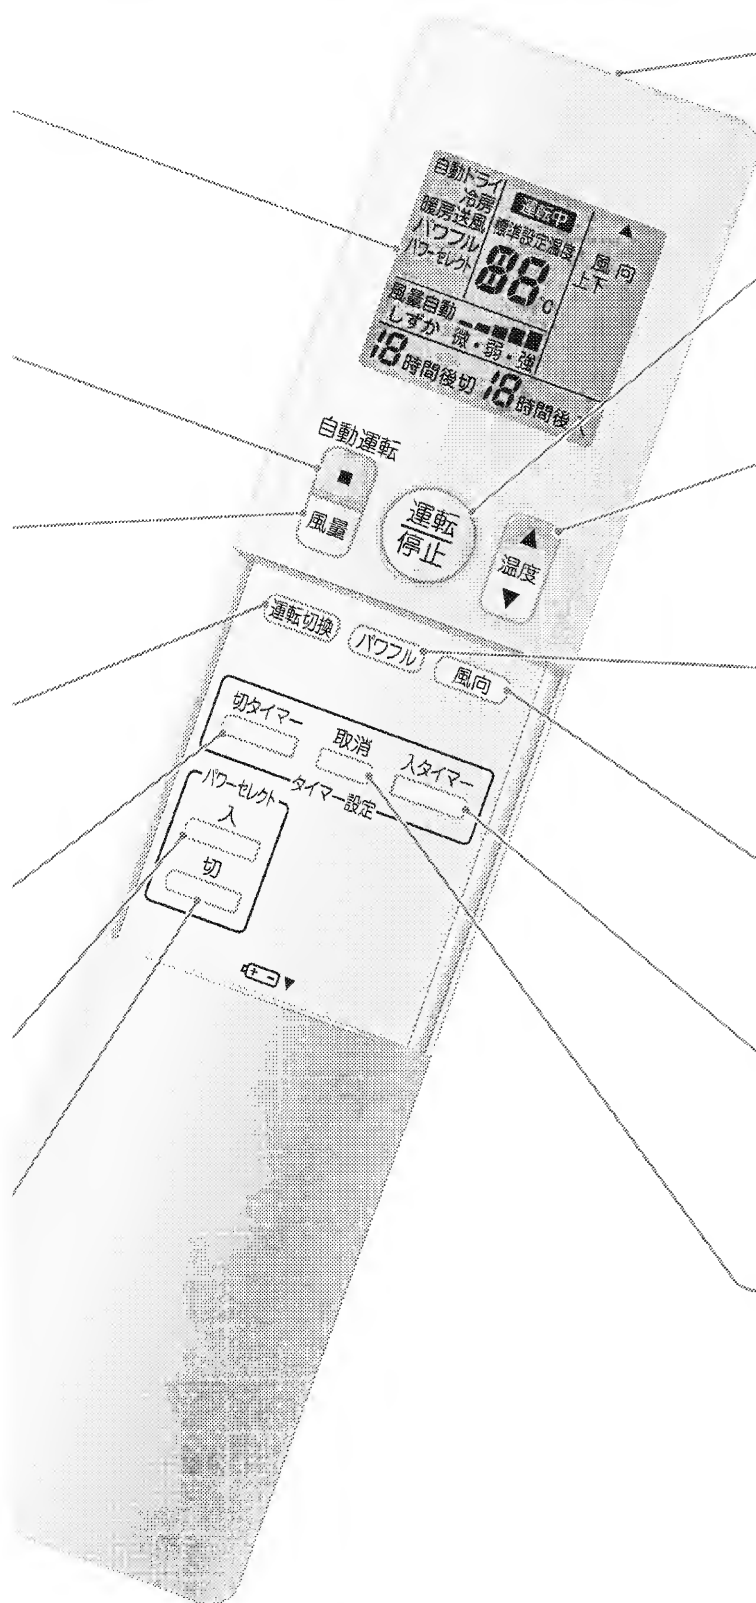 自動ドライ
冷房
暖房送風
パワフル
パワーセレクト
運転中
標準設定温度
88℃
▲
風向
上下
風量自動
しずか 微・弱・強
18時間後切 18時間後入
自動運転
■
風量
運転
停止
▲
温度
▼
運転切換
パワフル
風向
切タイマー
取消
入タイマー
タイマー設定
パワーセレクト
入
切
+ - ▼